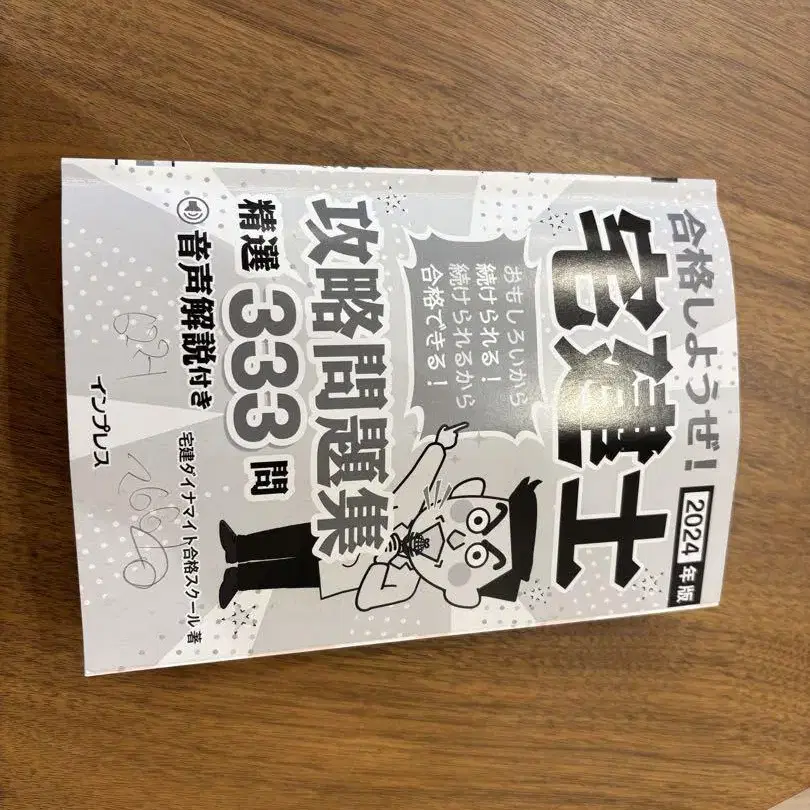 合格しようぜ！
2024年版
宅建士
おもしろいから
続けられる！
続けられるから
合格できる！
攻略問題集
精選333問
音声解説付き
宅建ダイナマイト合格スクール 著
インプレス